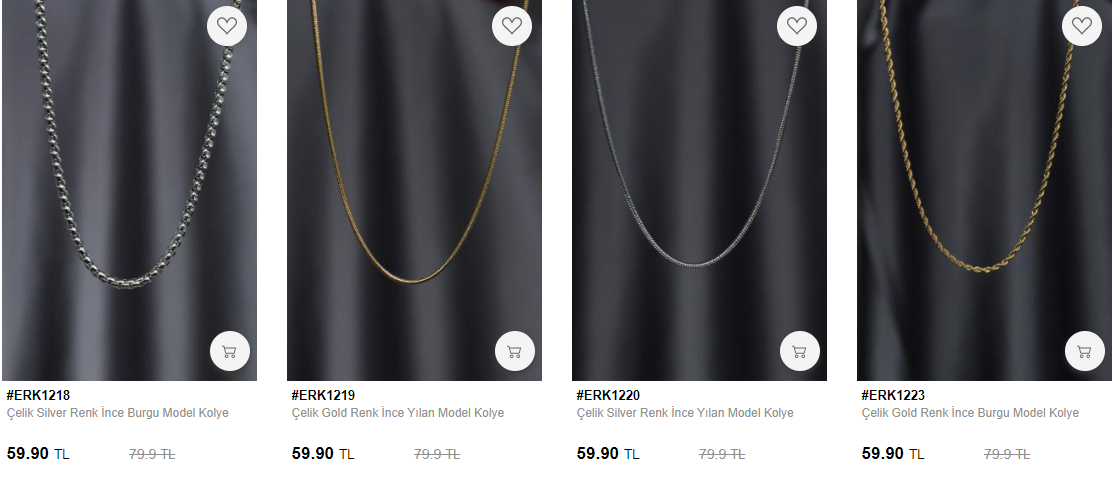 #ERK1218
Çelik Silver Renk İnce Burgu Model Kolye
59.90 TL 79.9 TL
#ERK1219
Çelik Gold Renk İnce Yılan Model Kolye
59.90 TL 79.9 TL
#ERK1220
Çelik Silver Renk İnce Yılan Model Kolye
59.90 TL 79.9 TL
#ERK1223
Çelik Gold Renk İnce Burgu Model Kolye
59.90 TL 79.9 TL